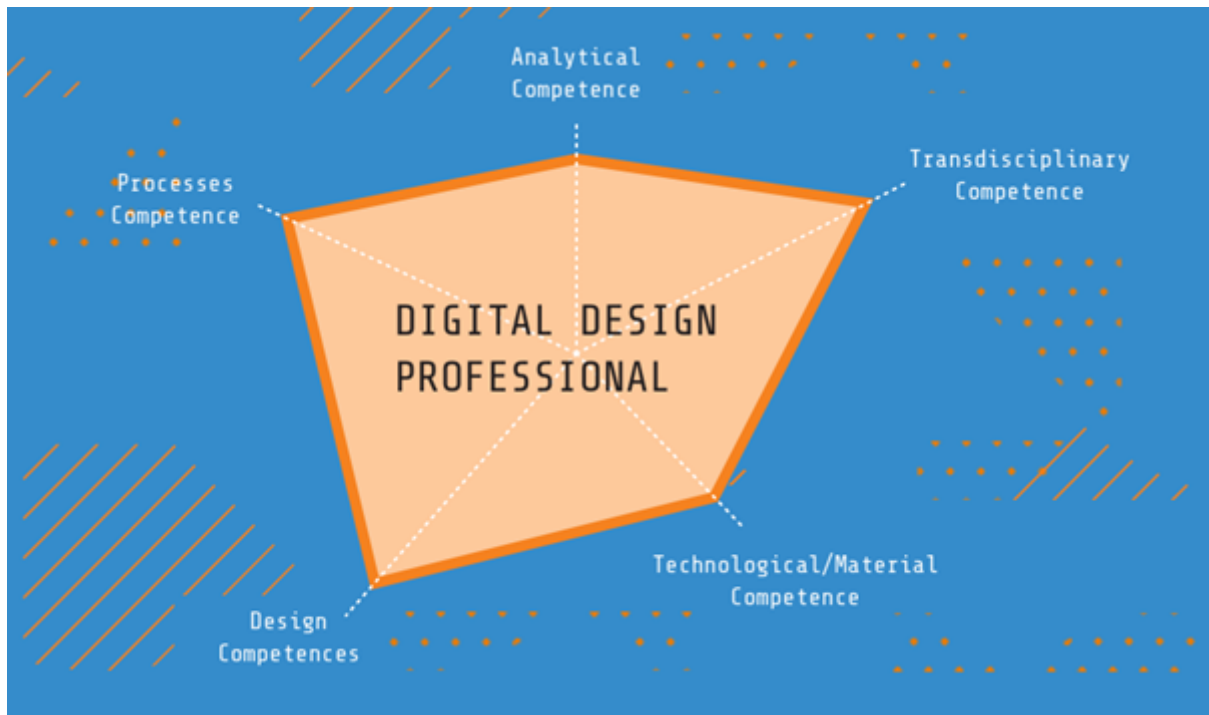 Analytical
Competence
Transdisciplinary
Competence
Processes
Competence
DIGITAL DESIGN
PROFESSIONAL
Technological/Material
Competence
Design
Competences